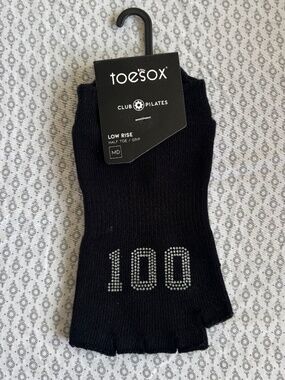 toesox
CLUB PILATES
LOW RISE
HALF TOE / GRIP
MD
100